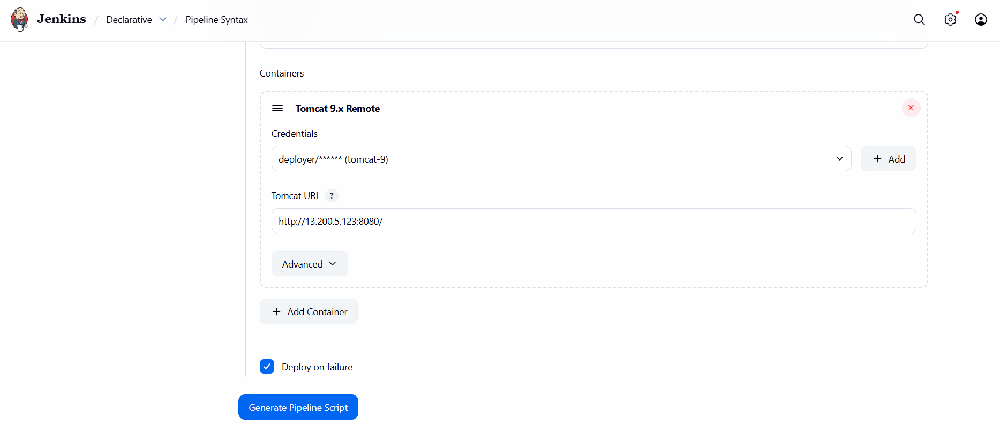 Jenkins / Declarative / Pipeline Syntax
Containers
Tomcat 9.x Remote
Credentials
deployer/****** (tomcat-9)
+ Add
Tomcat URL ?
http://13.200.5.123:8080/
Advanced
+ Add Container
Deploy on failure
Generate Pipeline Script